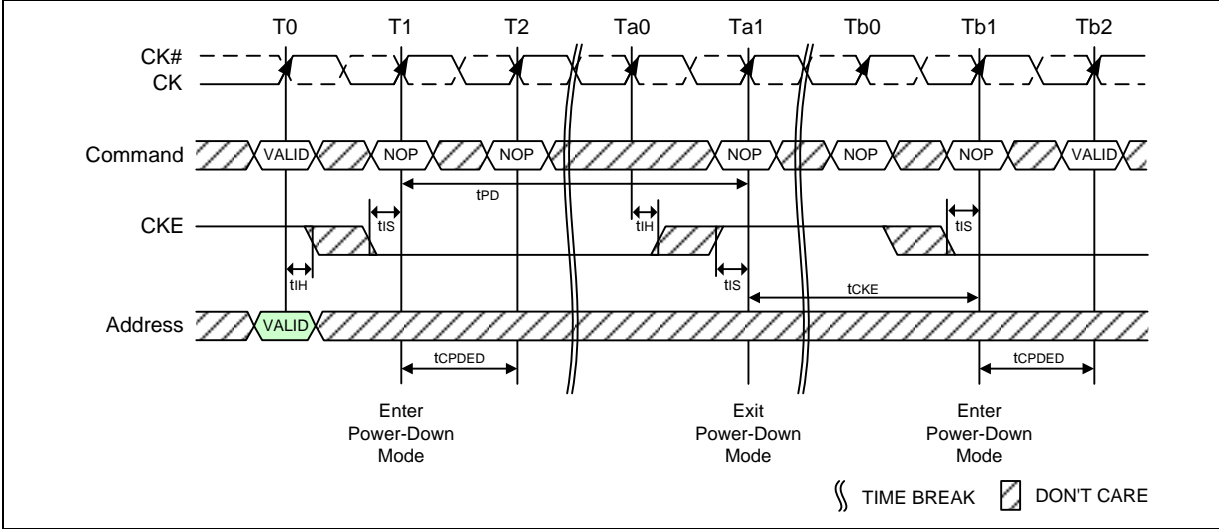 T0 T1 T2 Ta0 Ta1 Tb0 Tb1 Tb2
CK#
CK
Command VALID NOP NOP NOP NOP NOP VALID
tPD
CKE tIS tIH tIS
tIH tIS
tCKE
Address VALID
tCPDED tCPDED
Enter
Power-Down
Mode
Exit
Power-Down
Mode
Enter
Power-Down
Mode
TIME BREAK DON'T CARE